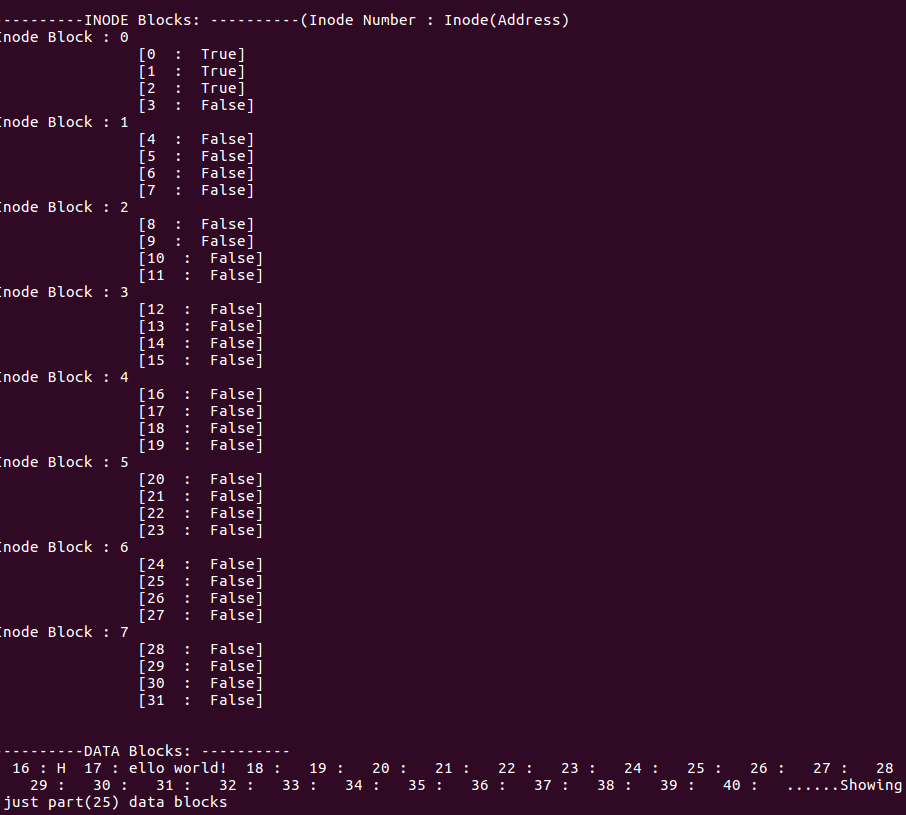 ----------INODE Blocks: ----------(Inode Number : Inode(Address)
Inode Block : 0
[0  :  True]
[1  :  True]
[2  :  True]
[3  :  False]
Inode Block : 1
[4  :  False]
[5  :  False]
[6  :  False]
[7  :  False]
Inode Block : 2
[8  :  False]
[9  :  False]
[10  :  False]
[11  :  False]
Inode Block : 3
[12  :  False]
[13  :  False]
[14  :  False]
[15  :  False]
Inode Block : 4
[16  :  False]
[17  :  False]
[18  :  False]
[19  :  False]
Inode Block : 5
[20  :  False]
[21  :  False]
[22  :  False]
[23  :  False]
Inode Block : 6
[24  :  False]
[25  :  False]
[26  :  False]
[27  :  False]
Inode Block : 7
[28  :  False]
[29  :  False]
[30  :  False]
[31  :  False]
----------DATA Blocks: ----------
16 : H  17 : ello world!  18 :   19 :   20 :   21 :   22 :   23 :   24 :   25 :   26 :   27 :   28
29 :   30 :   31 :   32 :   33 :   34 :   35 :   36 :   37 :   38 :   39 :   40 :   ......Showing
just part(25) data blocks